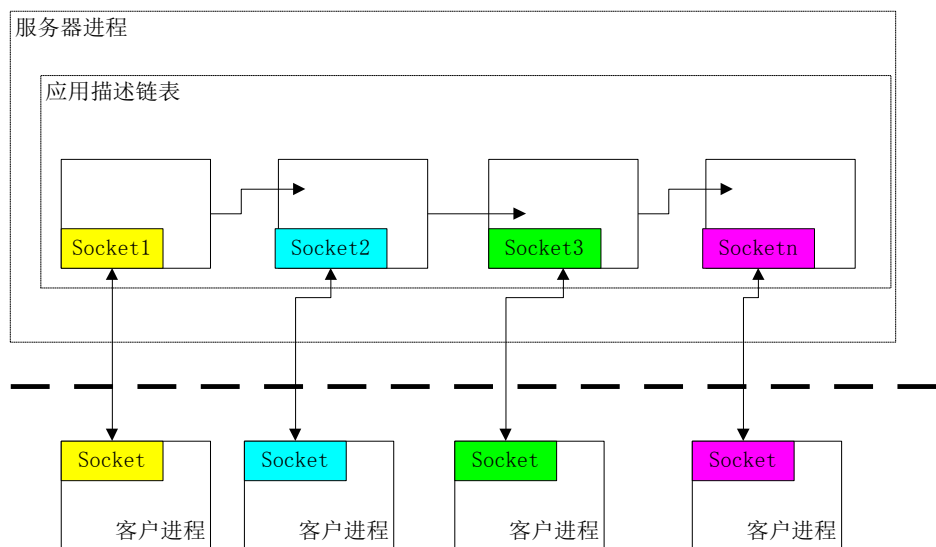 服务器进程
应用描述链表
Socket1
Socket2
Socket3
Socketn
Socket
Socket
Socket
Socket
客户进程
客户进程
客户进程
客户进程